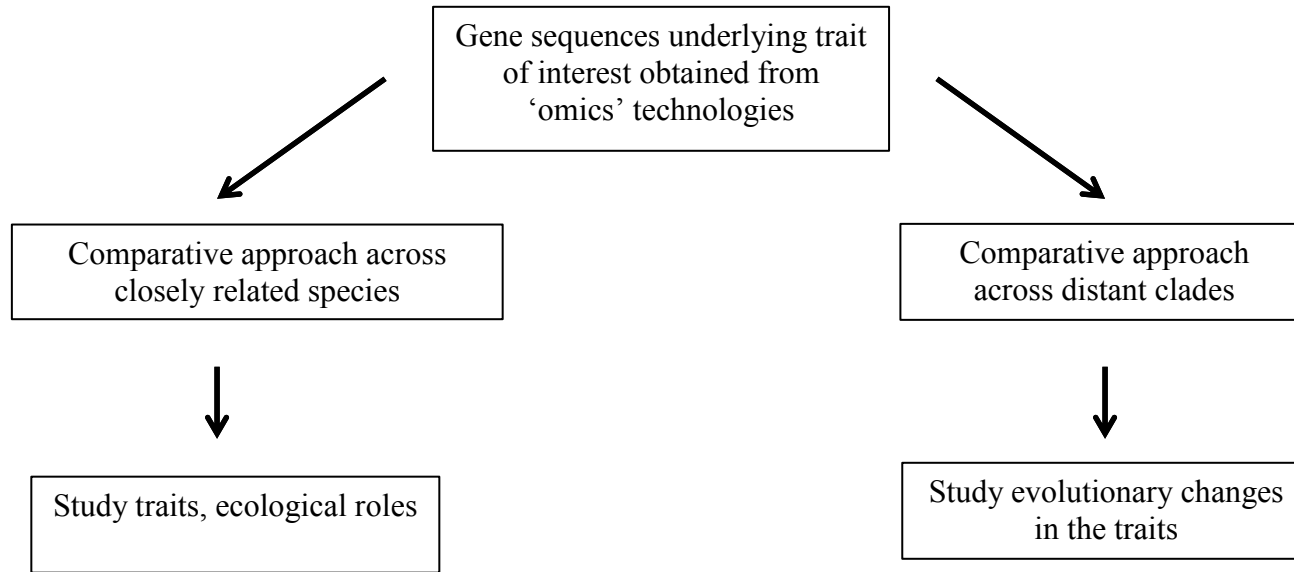 Gene sequences underlying trait
of interest obtained from
‘omics’ technologies
Comparative approach across
closely related species
Comparative approach
across distant clades
Study traits, ecological roles
Study evolutionary changes
in the traits